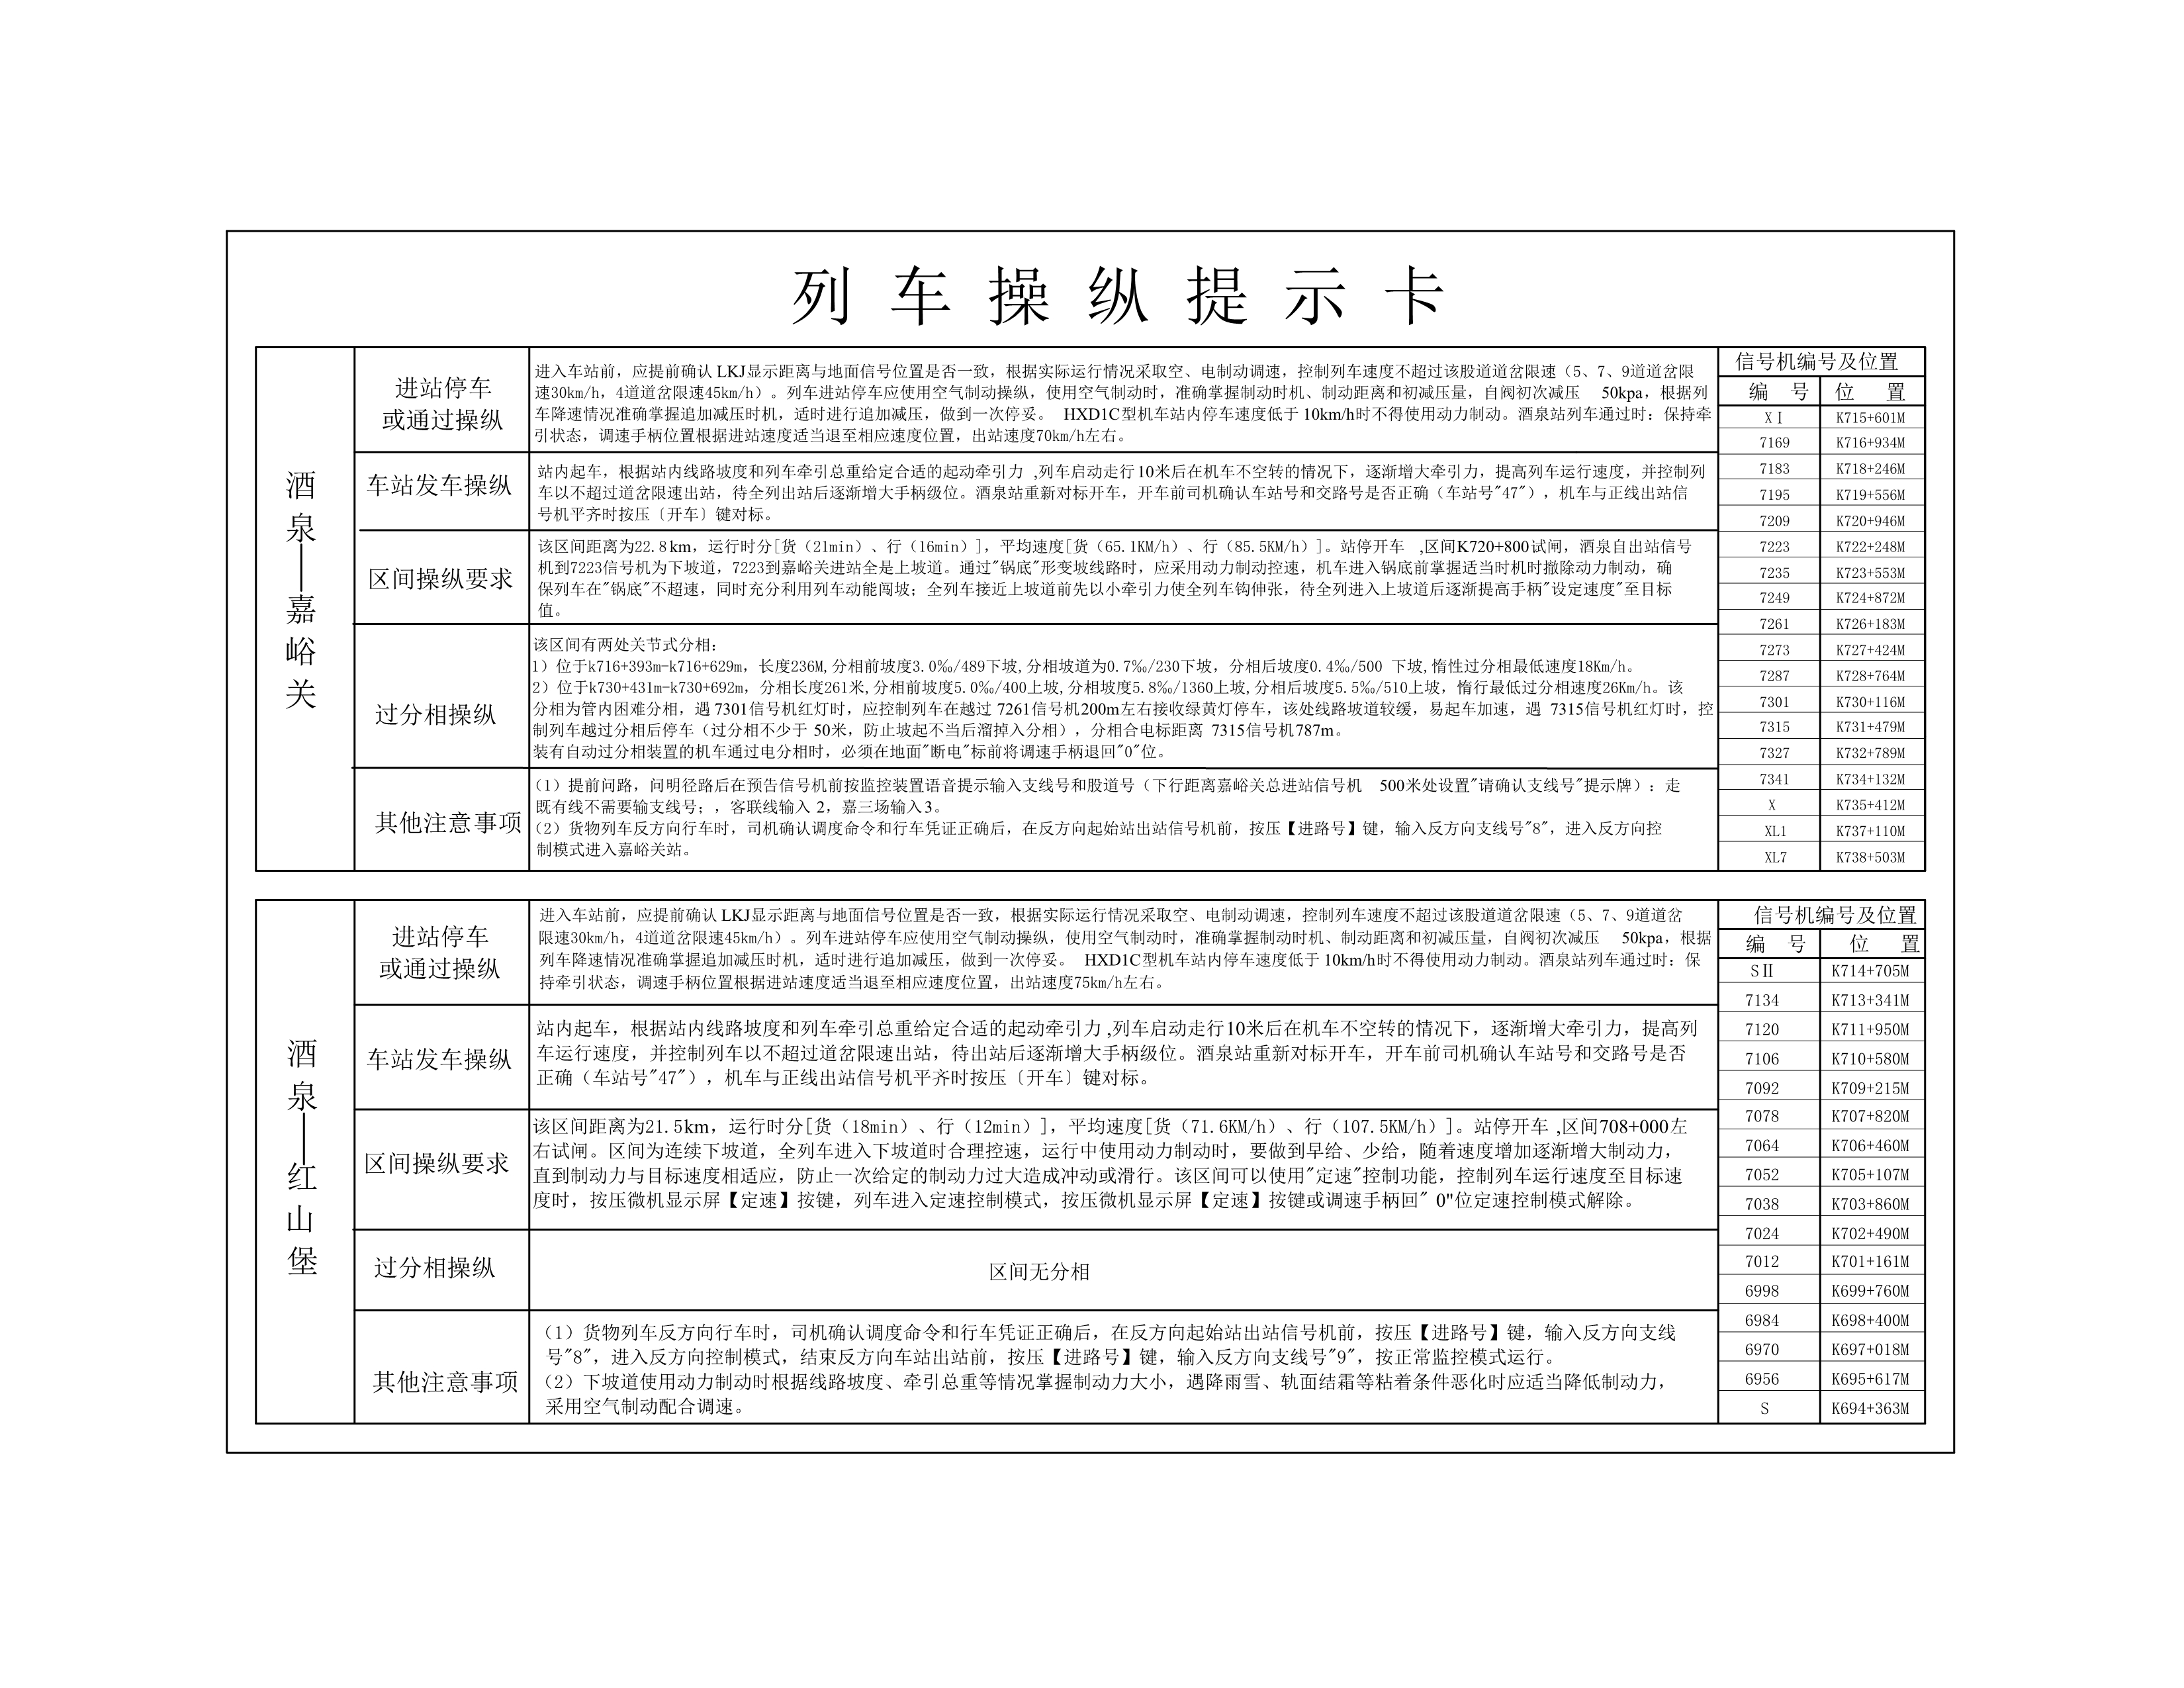 列车操纵提示卡
酒泉——嘉峪关
进站停车
或通过操纵
进入车站前，应提前确认LKJ显示距离与地面信号位置是否一致，根据实际运行情况采取空、电制动调速，控制列车速度不超过该股道道岔限速（5、7、9道道岔限
速30km/h，4道道岔限速45km/h）。列车进站停车应使用空气制动操纵，使用空气制动时，准确掌握制动时机、制动距离和初减压量，自阀初次减压 50kpa，根据列
车降速情况准确掌握追加减压时机，适时进行追加减压，做到一次停妥。 HXD1C型机车站内停车速度低于10km/h时不得使用动力制动。酒泉站列车通过时：保持牵
引状态，调速手柄位置根据进站速度适当退至相应速度位置，出站速度70km/h左右。
车站发车操纵
站内起车，根据站内线路坡度和列车牵引总重给定合适的起动牵引力 ,列车启动走行10米后在机车不空转的情况下，逐渐增大牵引力，提高列车运行速度，并控制列
车以不超过道岔限速出站，待全列出站后逐渐增大手柄级位。酒泉站重新对标开车，开车前司机确认车站号和交路号是否正确（车站号"47"），机车与正线出站信
号机平齐时按压〔开车〕键对标。
区间操纵要求
该区间距离为22.8km，运行时分[货（21min）、行（16min）]，平均速度[货（65.1KM/h）、行（85.5KM/h）]。站停开车 ,区间K720+800试闸，酒泉自出站信号
机到7223信号机为下坡道，7223到嘉峪关进站全是上坡道。通过"锅底"形变坡线路时，应采用动力制动控速，机车进入锅底前掌握适当时机时撤除动力制动，确
保列车在"锅底"不超速，同时充分利用列车动能闯坡；全列车接近上坡道前先以小牵引力使全列车钩伸张，待全列进入上坡道后逐渐提高手柄"设定速度"至目标
值。
过分相操纵
该区间有两处关节式分相：
1）位于k716+393m-k716+629m，长度236M,分相前坡度3.0‰/489下坡,分相坡道为0.7‰/230下坡，分相后坡度0.4‰/500 下坡,惰性过分相最低速度18Km/h。
2）位于k730+431m-k730+692m，分相长度261米,分相前坡度5.0‰/400上坡,分相坡度5.8‰/1360上坡,分相后坡度5.5‰/510上坡，惰行最低过分相速度26Km/h。该
分相为管内困难分相，遇7301信号机红灯时，应控制列车在越过 7261信号机200m左右接收绿黄灯停车，该处线路坡道较缓，易起车加速，遇 7315信号机红灯时，控
制列车越过分相后停车（过分相不少于 50米，防止坡起不当后溜掉入分相），分相合电标距离 7315信号机787m。
装有自动过分相装置的机车通过电分相时，必须在地面"断电"标前将调速手柄退回"0"位。
其他注意事项
（1）提前问路，问明径路后在预告信号机前按监控装置语音提示输入支线号和股道号（下行距离嘉峪关总进站信号机 500米处设置"请确认支线号"提示牌）：走
既有线不需要输支线号；，客联线输入2，嘉三场输入3。
（2）货物列车反方向行车时，司机确认调度命令和行车凭证正确后，在反方向起始站出站信号机前，按压【进路号】键，输入反方向支线号"8"，进入反方向控
制模式进入嘉峪关站。
信号机编号及位置
编 号 位 置
XⅠ K715+601M
7169 K716+934M
7183 K718+246M
7195 K719+556M
7209 K720+946M
7223 K722+248M
7235 K723+553M
7249 K724+872M
7261 K726+183M
7273 K727+424M
7287 K728+764M
7301 K730+116M
7315 K731+479M
7327 K732+789M
7341 K734+132M
X K735+412M
XL1 K737+110M
XL7 K738+503M
酒泉——红山堡
进站停车
或通过操纵
进入车站前，应提前确认LKJ显示距离与地面信号位置是否一致，根据实际运行情况采取空、电制动调速，控制列车速度不超过该股道道岔限速（5、7、9道道岔
限速30km/h，4道道岔限速45km/h）。列车进站停车应使用空气制动操纵，使用空气制动时，准确掌握制动时机、制动距离和初减压量，自阀初次减压 50kpa，根据
列车降速情况准确掌握追加减压时机，适时进行追加减压，做到一次停妥。 HXD1C型机车站内停车速度低于10km/h时不得使用动力制动。酒泉站列车通过时：保
持牵引状态，调速手柄位置根据进站速度适当退至相应速度位置，出站速度75km/h左右。
车站发车操纵
站内起车，根据站内线路坡度和列车牵引总重给定合适的起动牵引力,列车启动走行10米后在机车不空转的情况下，逐渐增大牵引力，提高列
车运行速度，并控制列车以不超过道岔限速出站，待出站后逐渐增大手柄级位。酒泉站重新对标开车，开车前司机确认车站号和交路号是否
正确（车站号"47"），机车与正线出站信号机平齐时按压〔开车〕键对标。
区间操纵要求
该区间距离为21.5km，运行时分[货（18min）、行（12min）]，平均速度[货（71.6KM/h）、行（107.5KM/h）]。站停开车 ,区间708+000左
右试闸。区间为连续下坡道，全列车进入下坡道时合理控速，运行中使用动力制动时，要做到早给、少给，随着速度增加逐渐增大制动力，
直到制动力与目标速度相适应，防止一次给定的制动力过大造成冲动或滑行。该区间可以使用"定速"控制功能，控制列车运行速度至目标速
度时，按压微机显示屏【定速】按键，列车进入定速控制模式，按压微机显示屏【定速】按键或调速手柄回" 0"位定速控制模式解除。
过分相操纵
区间无分相
其他注意事项
（1）货物列车反方向行车时，司机确认调度命令和行车凭证正确后，在反方向起始站出站信号机前，按压【进路号】键，输入反方向支线
号"8"，进入反方向控制模式，结束反方向车站出站前，按压【进路号】键，输入反方向支线号"9"，按正常监控模式运行。
（2）下坡道使用动力制动时根据线路坡度、牵引总重等情况掌握制动力大小，遇降雨雪、轨面结霜等粘着条件恶化时应适当降低制动力，
采用空气制动配合调速。
信号机编号及位置
编 号 位 置
SⅡ K714+705M
7134 K713+341M
7120 K711+950M
7106 K710+580M
7092 K709+215M
7078 K707+820M
7064 K706+460M
7052 K705+107M
7038 K703+860M
7024 K702+490M
7012 K701+161M
6998 K699+760M
6984 K698+400M
6970 K697+018M
6956 K695+617M
S K694+363M